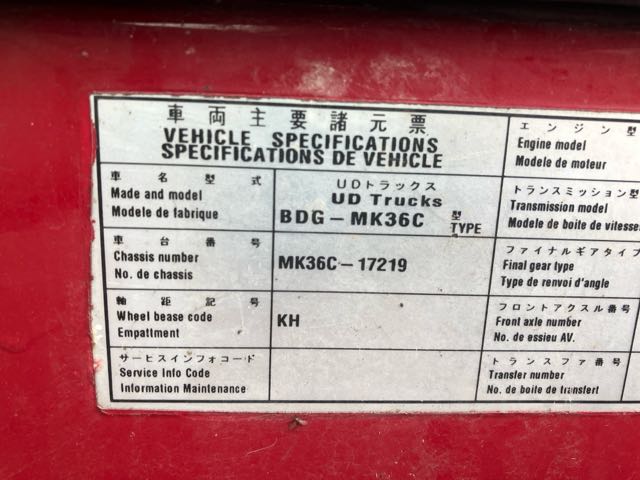 車両主要諸元票
VEHICLE SPECIFICATIONS
SPECIFICATIONS DE VEHICLE
車名型式
Made and model
Modele de fabrique
UDトラックス
UD Trucks
BDG-MK36C 型
TYPE
車台番号
Chassis number
No. de chassis
MK36C-17219
軸距記号
Wheel base code
Empattment
KH
サービスインフォコード
Service Info Code
Information Maintenance
エンジン型
Engine model
Modele de moteur
トランスミッション型
Transmission model
Modele de boite de vitesse
ファイナルギアタイプ
Final gear type
Type de renvoi d'angle
フロントアクスル番号
Front axle number
No. de essieu AV.
トランスファ番号
Transfer number
No. de boite de transfert